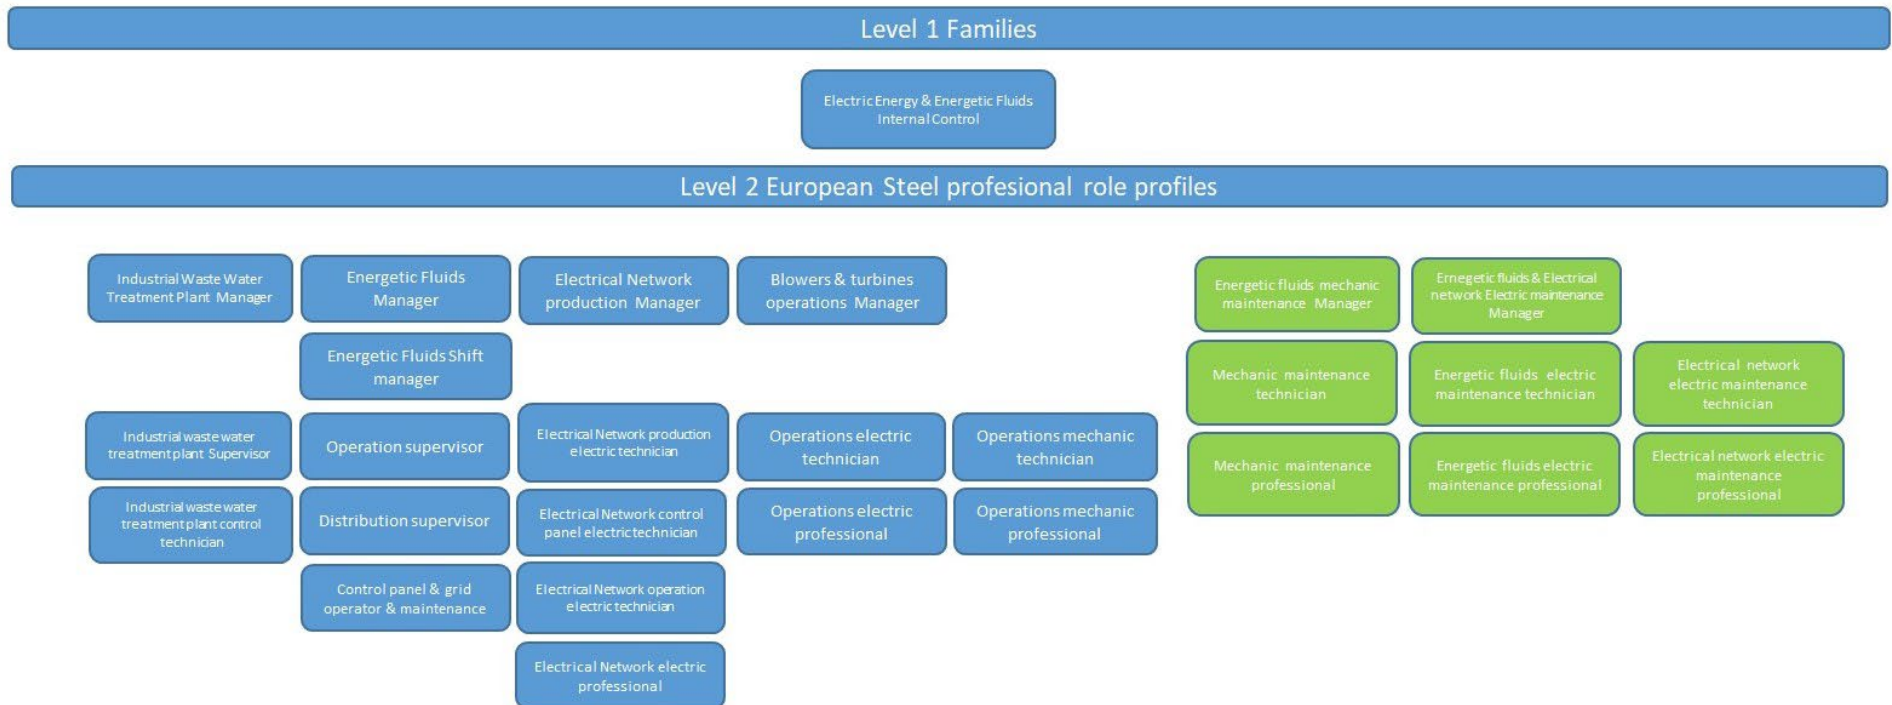 Level 1 Families
Electric Energy & Energetic Fluids
Internal Control
Level 2 European Steel profesional role profiles
Industrial Waste Water
Treatment Plant Manager
Energetic Fluids
Manager
Electrical Network
production Manager
Blowers & turbines
operations Manager
Energetic fluids mechanic
maintenance Manager
Ernegetic fluids & Electrical
network Electric maintenance
Manager
Energetic Fluids Shift
manager
Mechanic maintenance
technician
Energetic fluids electric
maintenance technician
Electrical network
electric maintenance
technician
Industrial waste water
treatment plant Supervisor
Operation supervisor
Electrical Network production
electric technician
Operations electric
technician
Operations mechanic
technician
Mechanic maintenance
professional
Energetic fluids electric
maintenance professional
Electrical network electric
maintenance
professional
Industrial waste water
treatment plant control
technician
Distribution supervisor
Electrical Network control
panel electric technician
Operations electric
professional
Operations mechanic
professional
Control panel & grid
operator & maintenance
Electrical Network operation
electric technician
Electrical Network electric
professional